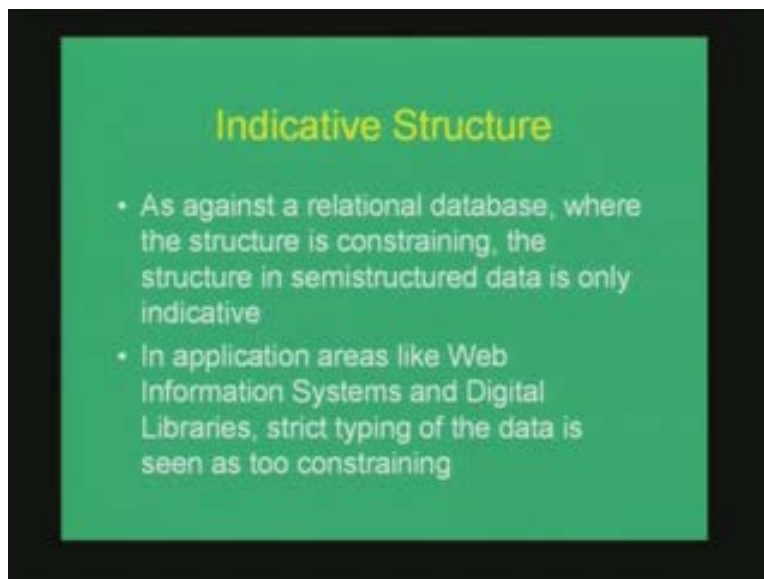 Indicative Structure
• As against a relational database, where
the structure is constraining, the
structure in semistructured data is only
indicative
• In application areas like Web
Information Systems and Digital
Libraries, strict typing of the data is
seen as too constraining